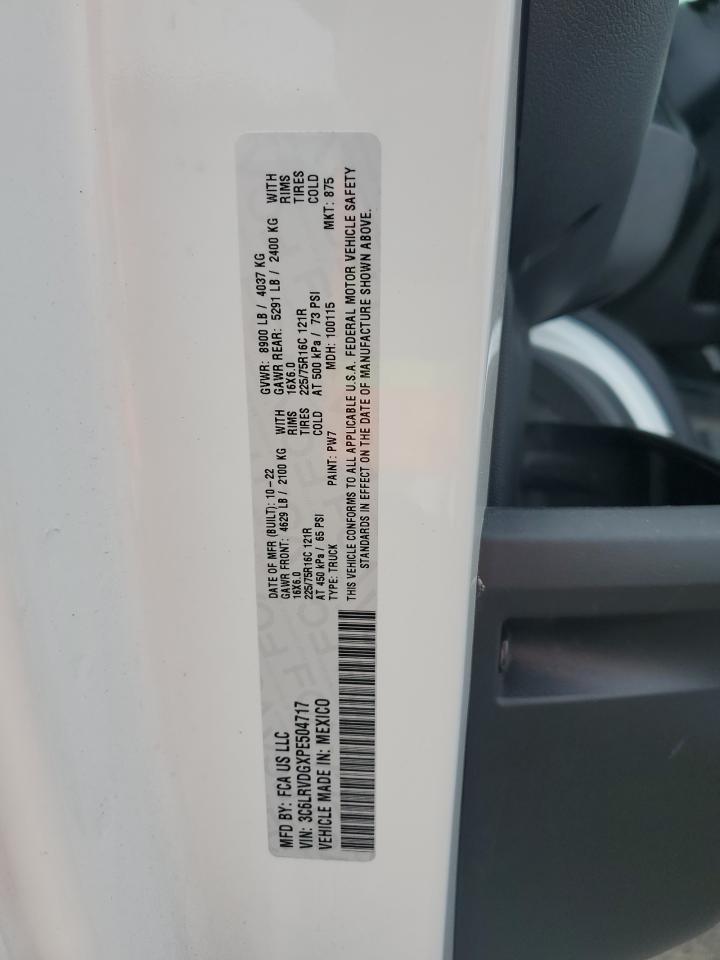 MFD BY: FCA US LLC
VIN: 3C6LRVDGXPE504717
VEHICLE MADE IN: MEXICO
DATE OF MFR (BUILT): 10-22 GVWR: 8900 LB / 4037 KG
GAWR FRONT: 4629 LB / 2100 KG WITH GAWR REAR: 5291 LB / 2400 KG WITH
16X6.0 RIMS 16X6.0 RIMS
225/75R16C 121R TIRES 225/75R16C 121R TIRES
AT 450 kPa / 65 PSI COLD AT 500 kPa / 73 PSI COLD
TYPE: TRUCK PAINT: PW7 MDH: 100115 MKT: 875
THIS VEHICLE CONFORMS TO ALL APPLICABLE U.S.A. FEDERAL MOTOR VEHICLE SAFETY
STANDARDS IN EFFECT ON THE DATE OF MANUFACTURE SHOWN ABOVE.